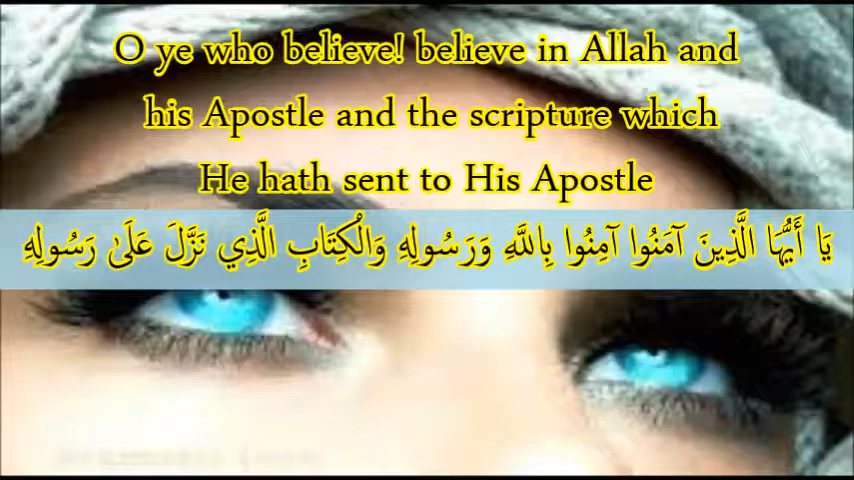 O ye who believe! believe in Allah and
his Apostle and the scripture which
He hath sent to His Apostle
يَا أَيُّهَا الَّذِينَ آمَنُوا آمِنُوا بِاللَّهِ وَرَسُولِهِ وَالْكِتَابِ الَّذِي نَزَّلَ عَلَىٰ رَسُولِهِ